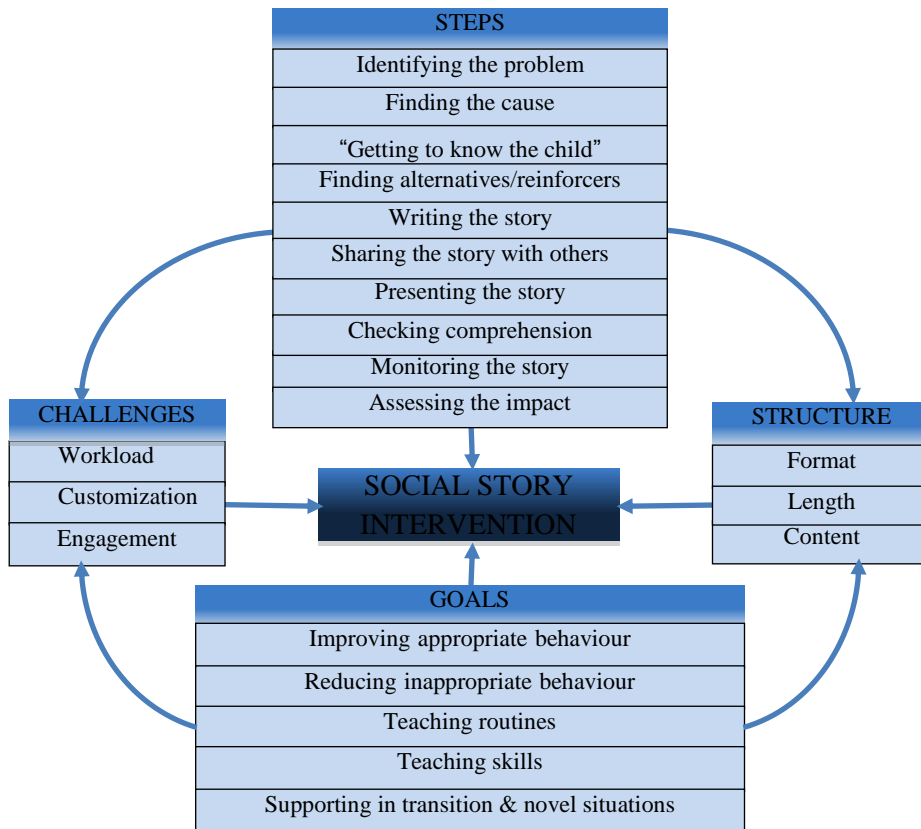 STEPS
Identifying the problem
Finding the cause
“Getting to know the child”
Finding alternatives/reinforcers
Writing the story
Sharing the story with others
Presenting the story
Checking comprehension
Monitoring the story
Assessing the impact
CHALLENGES
Workload
Customization
Engagement
SOCIAL STORY
INTERVENTION
STRUCTURE
Format
Length
Content
GOALS
Improving appropriate behaviour
Reducing inappropriate behaviour
Teaching routines
Teaching skills
Supporting in transition & novel situations